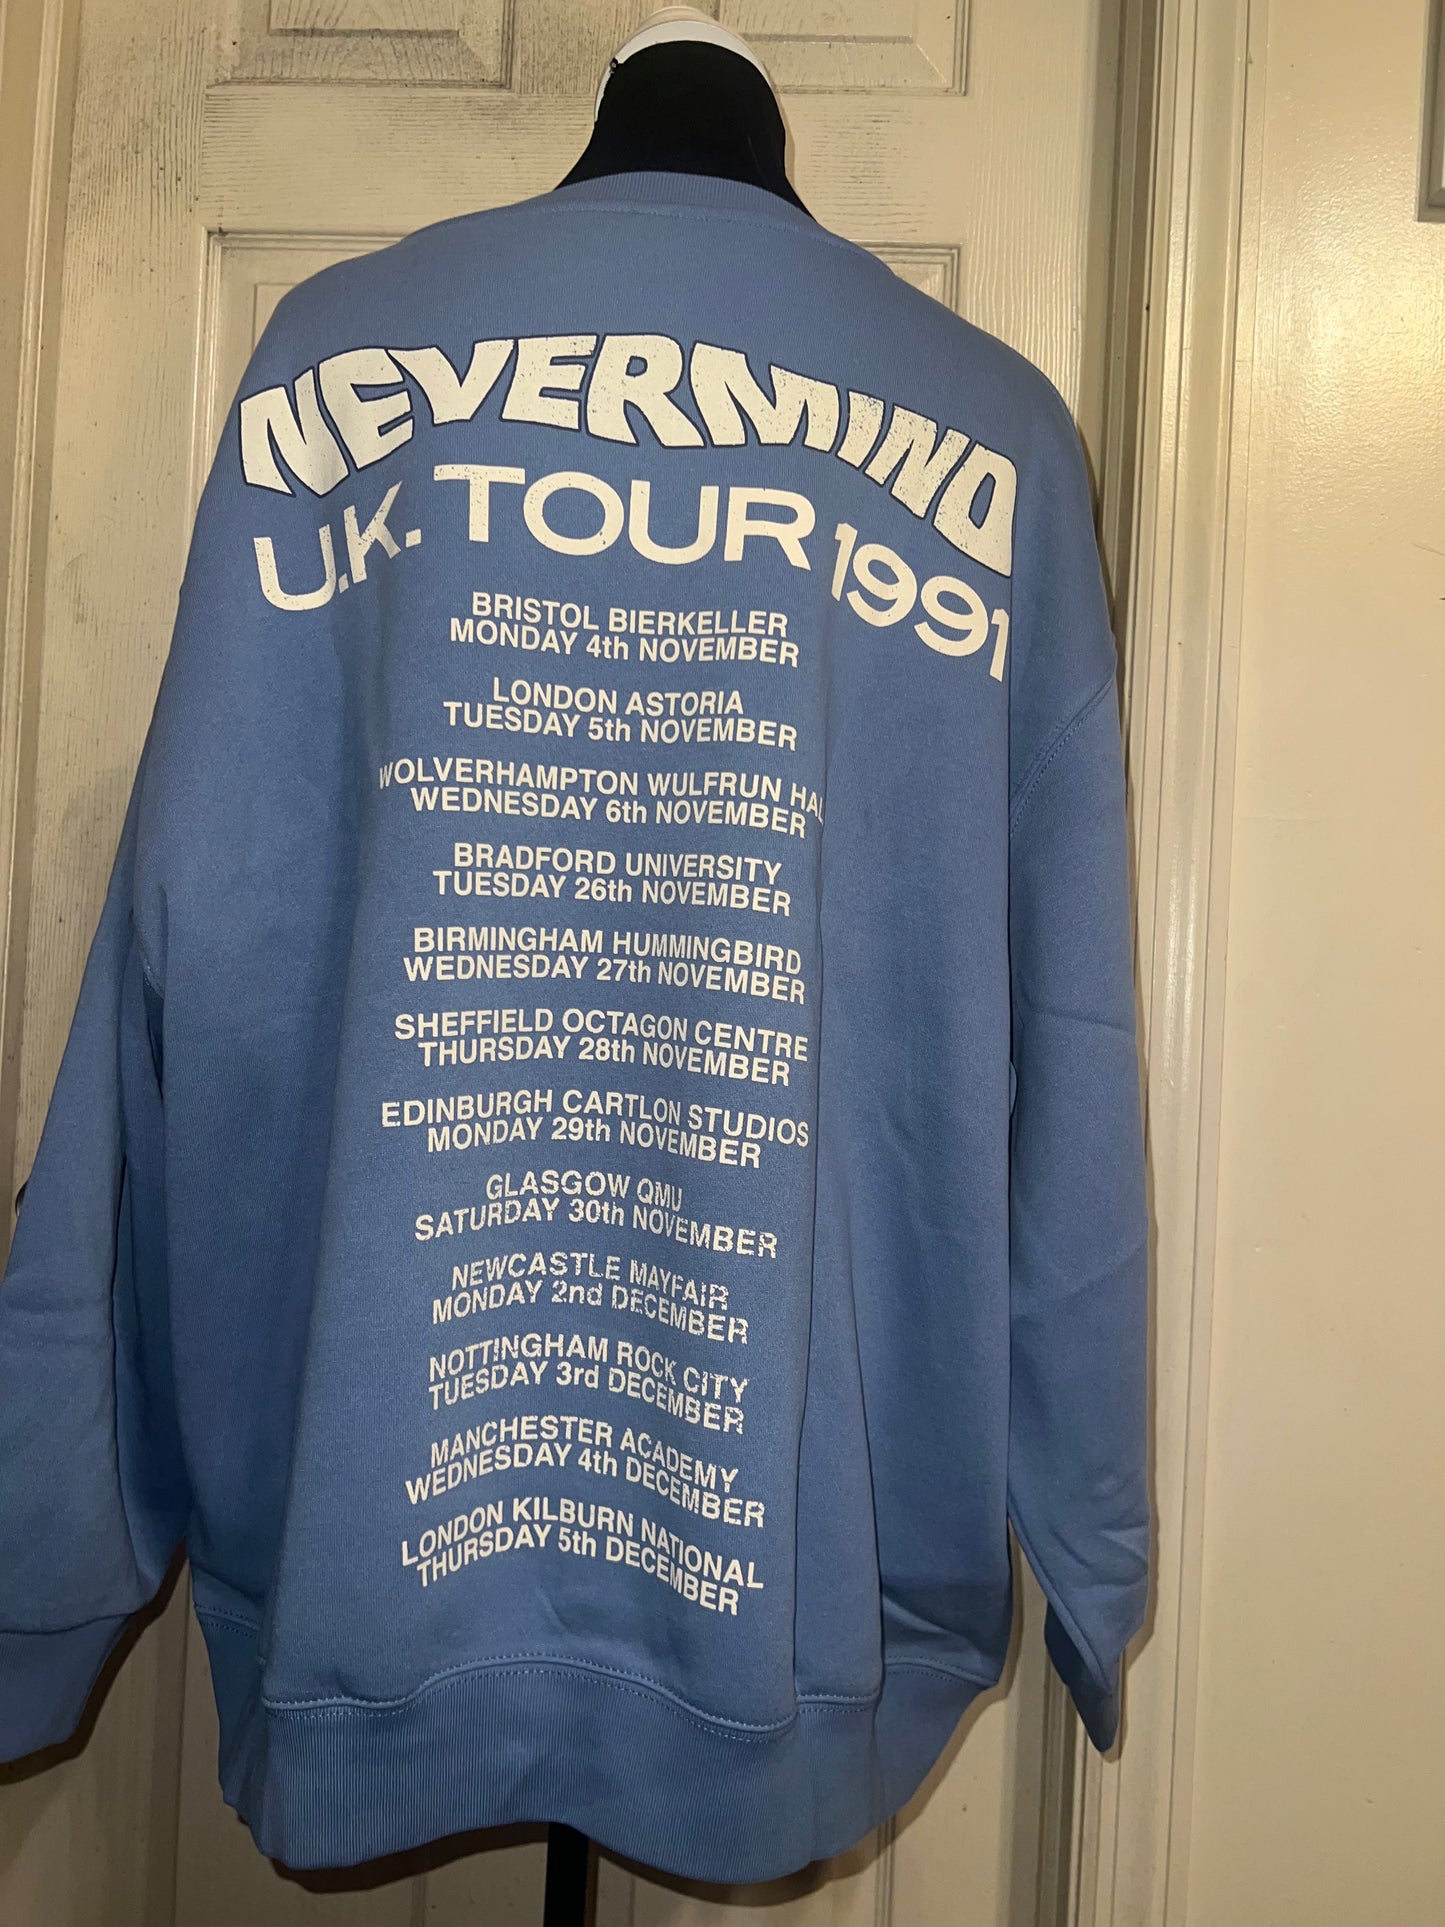 NEVERMIND
U.K. TOUR 1991
BRISTOL BIERKELLER
MONDAY 4th NOVEMBER
LONDON ASTORIA
TUESDAY 5th NOVEMBER
WOLVERHAMPTON WULFRUN
WEDNESDAY 6th NOVEMBER
BRADFORD UNIVERSITY
TUESDAY 26th NOVEMBER
BIRMINGHAM HUMMINGBIRD
WEDNESDAY 27th NOVEMBER
SHEFFIELD OCTAGON CENTRE
THURSDAY 28th NOVEMBER
EDINBURGH CARTLON STUDIOS
MONDAY 29th NOVEMBER
GLASGOW QMU
SATURDAY 30th NOVEMBER
NEWCASTLE MAYFAIR
MONDAY 2nd DECEMBER
NOTTINGHAM ROCK CITY
TUESDAY 3rd DECEMBER
MANCHESTER ACADEMY
WEDNESDAY 4th DECEMBER
LONDON KILBURN NATIONAL
THURSDAY 5th DECEMBER